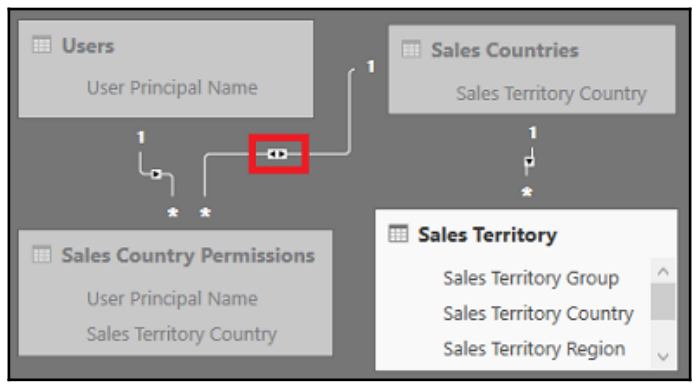 Users
User Principal Name
1
1
Sales Countries
Sales Territory Country
1
*
*
*
Sales Country Permissions
User Principal Name
Sales Territory Country
Sales Territory
Sales Territory Group
Sales Territory Country
Sales Territory Region